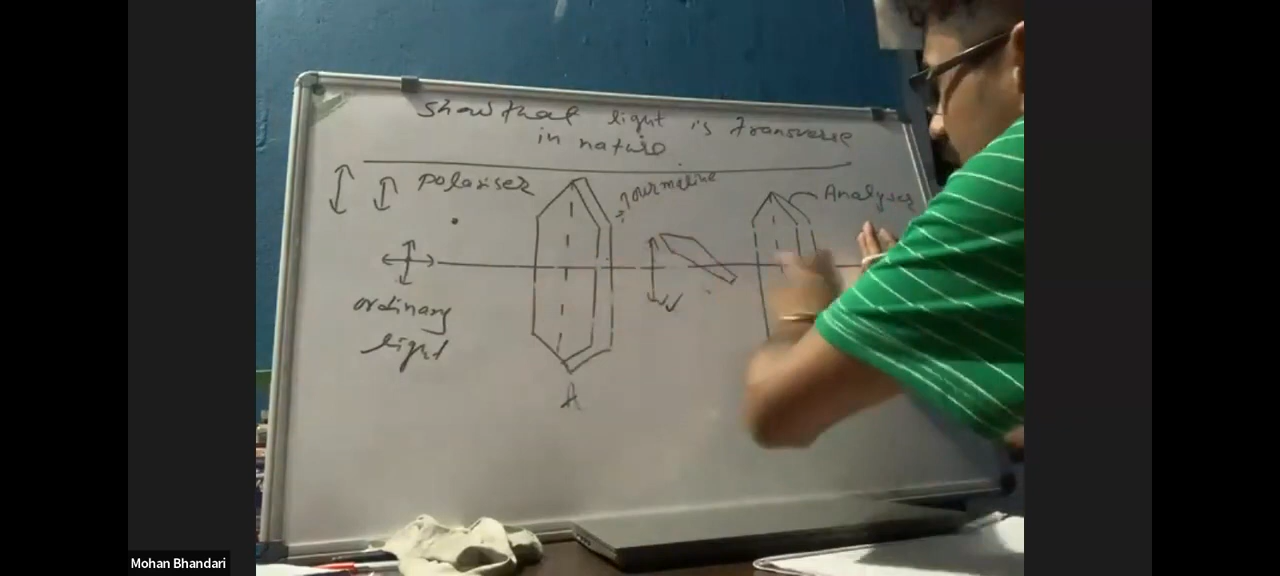 Show that light is transverse
in nature
polariser
Tourmaline
Analyser
ordinary
light
A
Mohan Bhandari